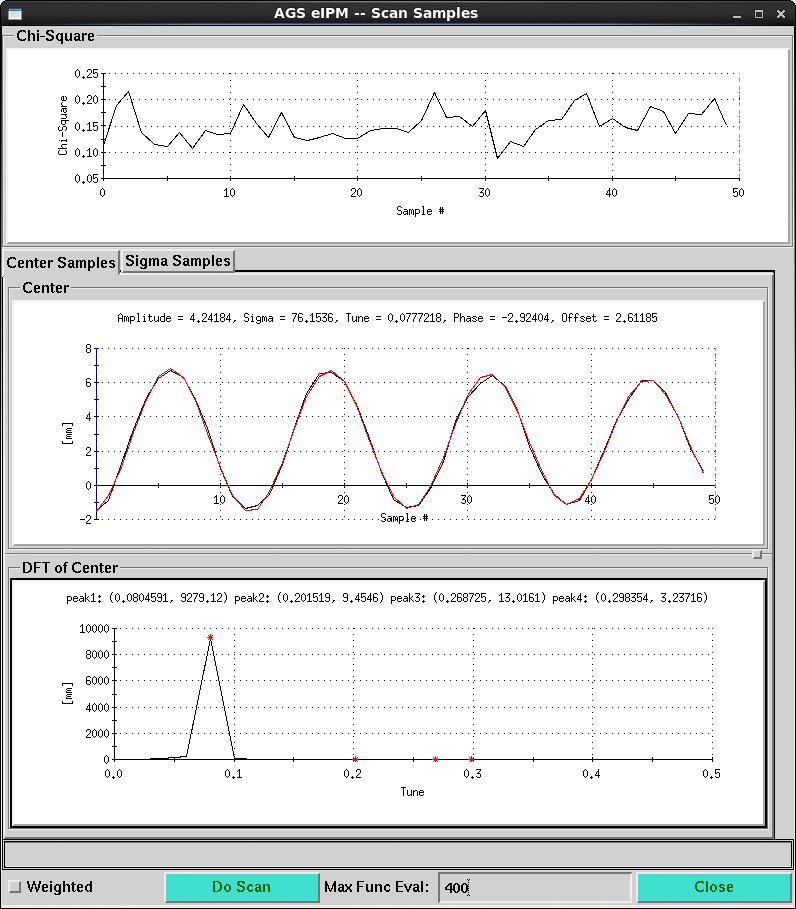 AGS eIPM -- Scan Samples
Chi-Square
0.25
0.20
0.15
0.10
0.05
Chi-Square
0 10 20 30 40 50
Sample #
Center Samples Sigma Samples
Center
Amplitude = 4.24184, Sigma = 76.1536, Tune = 0.0777218, Phase = -2.92404, Offset = 2.61185
8
6
4
2
0
-2
[mm]
10 20 30 40 50
Sample #
DFT of Center
peak1: (0.0804591, 9279.12) peak2: (0.201519, 9.4546) peak3: (0.268725, 13.0161) peak4: (0.298354, 3.23716)
10000
8000
6000
4000
2000
0
[mm]
0.0 0.1 0.2 0.3 0.4 0.5
Tune
Weighted Do Scan Max Func Eval: 400 Close